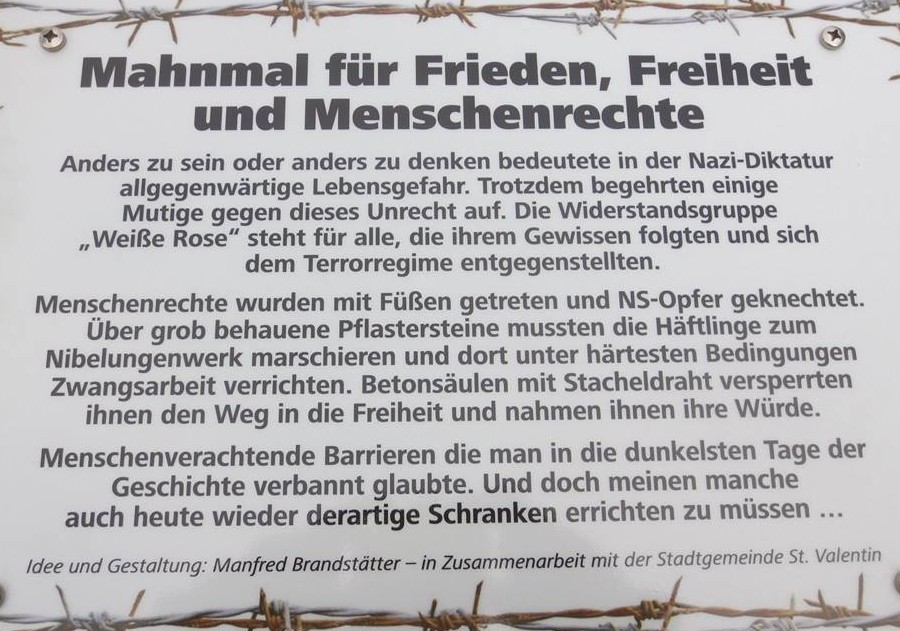 Mahnmal für Frieden, Freiheit
und Menschenrechte
Anders zu sein oder anders zu denken bedeutete in der Nazi-Diktatur
allgegenwärtige Lebensgefahr. Trotzdem begehrten einige
Mutige gegen dieses Unrecht auf. Die Widerstandsgruppe
„Weiße Rose“ steht für alle, die ihrem Gewissen folgten und sich
dem Terrorregime entgegenstellten.
Menschenrechte wurden mit Füßen getreten und NS-Opfer geknechtet.
Über grob behauene Pflastersteine mussten die Häftlinge zum
Nibelungenwerk marschieren und dort unter härtesten Bedingungen
Zwangsarbeit verrichten. Betonsäulen mit Stacheldraht versperrten
ihnen den Weg in die Freiheit und nahmen ihnen ihre Würde.
Menschenverachtende Barrieren die man in die dunkelsten Tage der
Geschichte verbannt glaubte. Und doch meinen manche
auch heute wieder derartige Schranken errichten zu müssen ...
Idee und Gestaltung: Manfred Brandstätter – in Zusammenarbeit mit der Stadtgemeinde St. Valentin